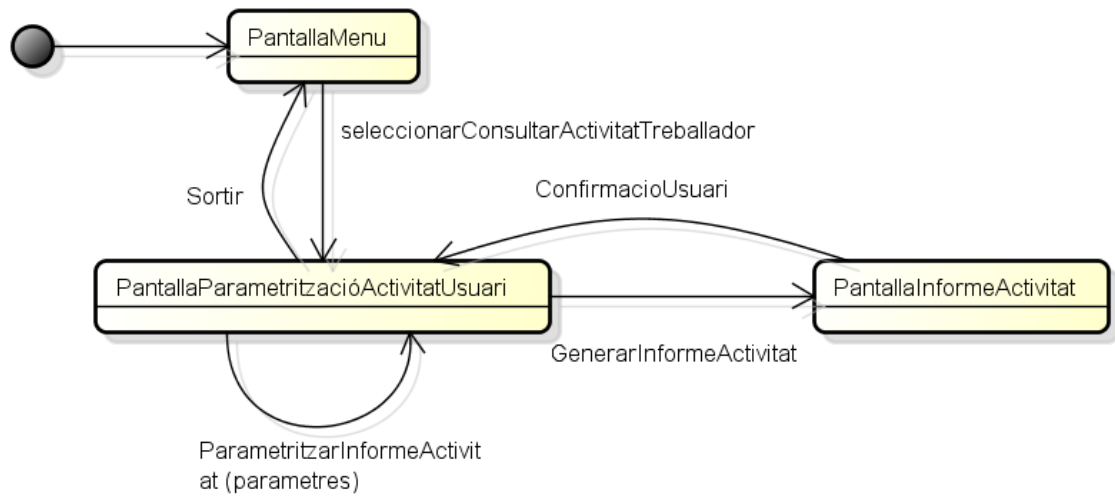 PantallaMenu
seleccionarConsultarActivitatTreballador
Sortir
ConfirmacioUsuari
PantallaParametritzacióActivitatUsuari
PantallaInformeActivitat
GenerarInformeActivitat
ParametritzarInformeActivit
at (parametres)